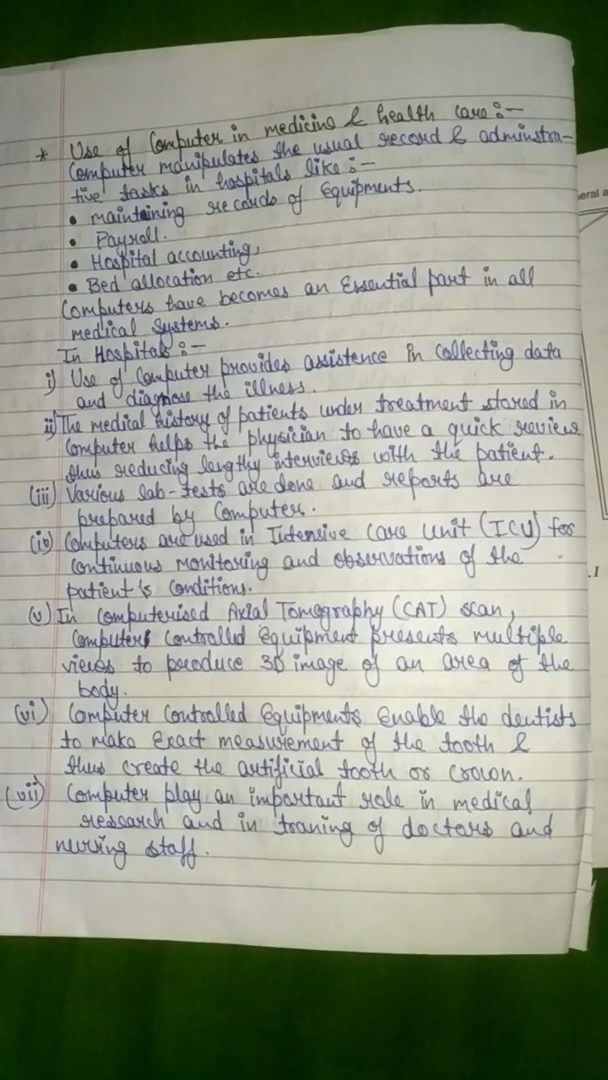 * Use of Computer in medicine & health care :-
Computer manipulates the usual record & adminstra-
tive tasks in hospitals like :-
• maintaining records of Equipments.
• Payroll.
• Hospital accounting,
• Bed allocation etc.
Computers have becomes an Essential part in all
medical Systems.
In Hospitals :-
i) Use of Computer provides assistence in collecting data
and diagnose the illness.
ii) The medical history of patients under treatment stored in
Computer helps the physician to have a quick review
thus reducing lengthy interviews with the patient.
(iii) Various lab-tests are done and reports are
prepared by Computer.
(iv) Computers are used in Intensive Care Unit (ICU) for
Continuous Monitoring and observations of the
patient's Conditions.
(v) In Computerised Axial Tomography (CAT) scan,
Computers Controlled Equipment presents multiple
views to produce 3D image of an area of the
body.
(vi) Computer Controlled Equipments Enable the dentists
to make Exact measurement of the tooth &
thus create the artificial tooth or crown.
(vii) Computer play an important role in medical
research and in traning of doctors and
nursing staff.
eral a
.1